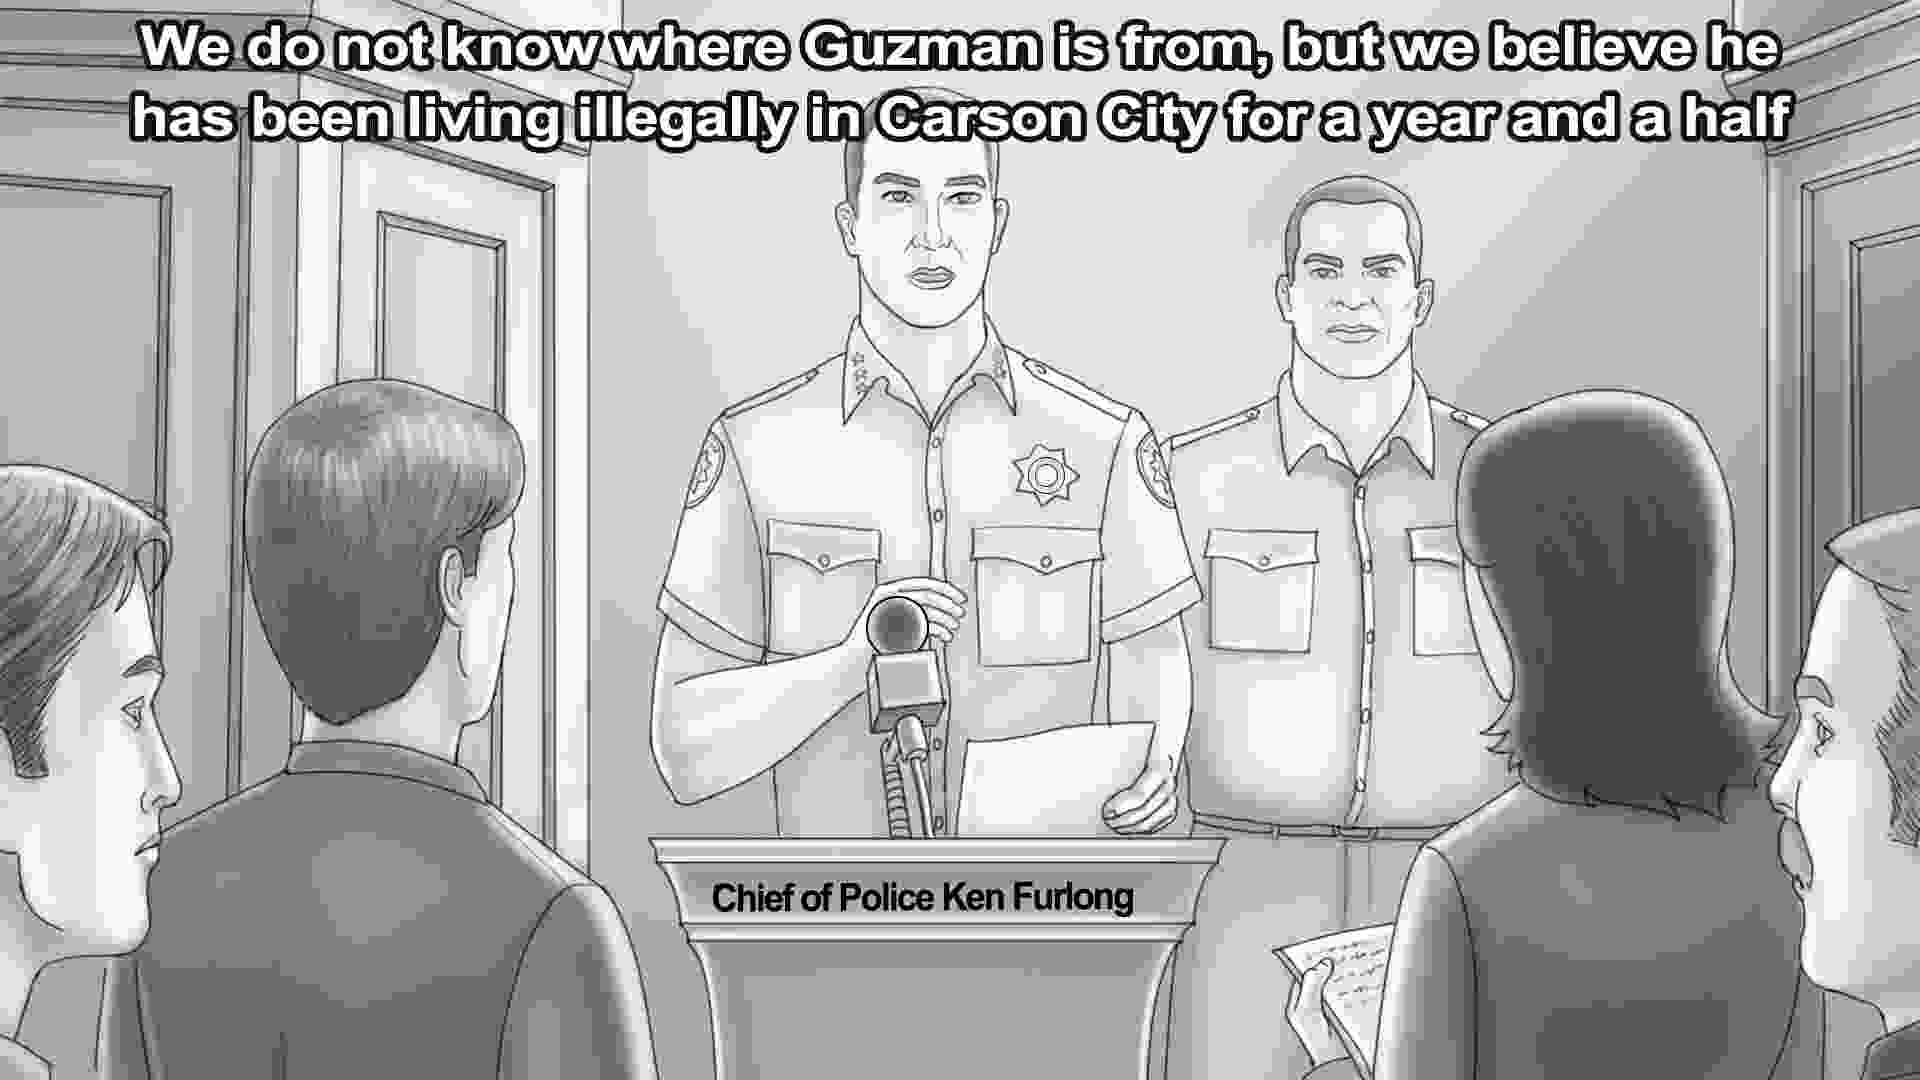 We do not know where Guzman is from, but we believe he
has been living illegally in Carson City for a year and a half
Chief of Police Ken Furlong